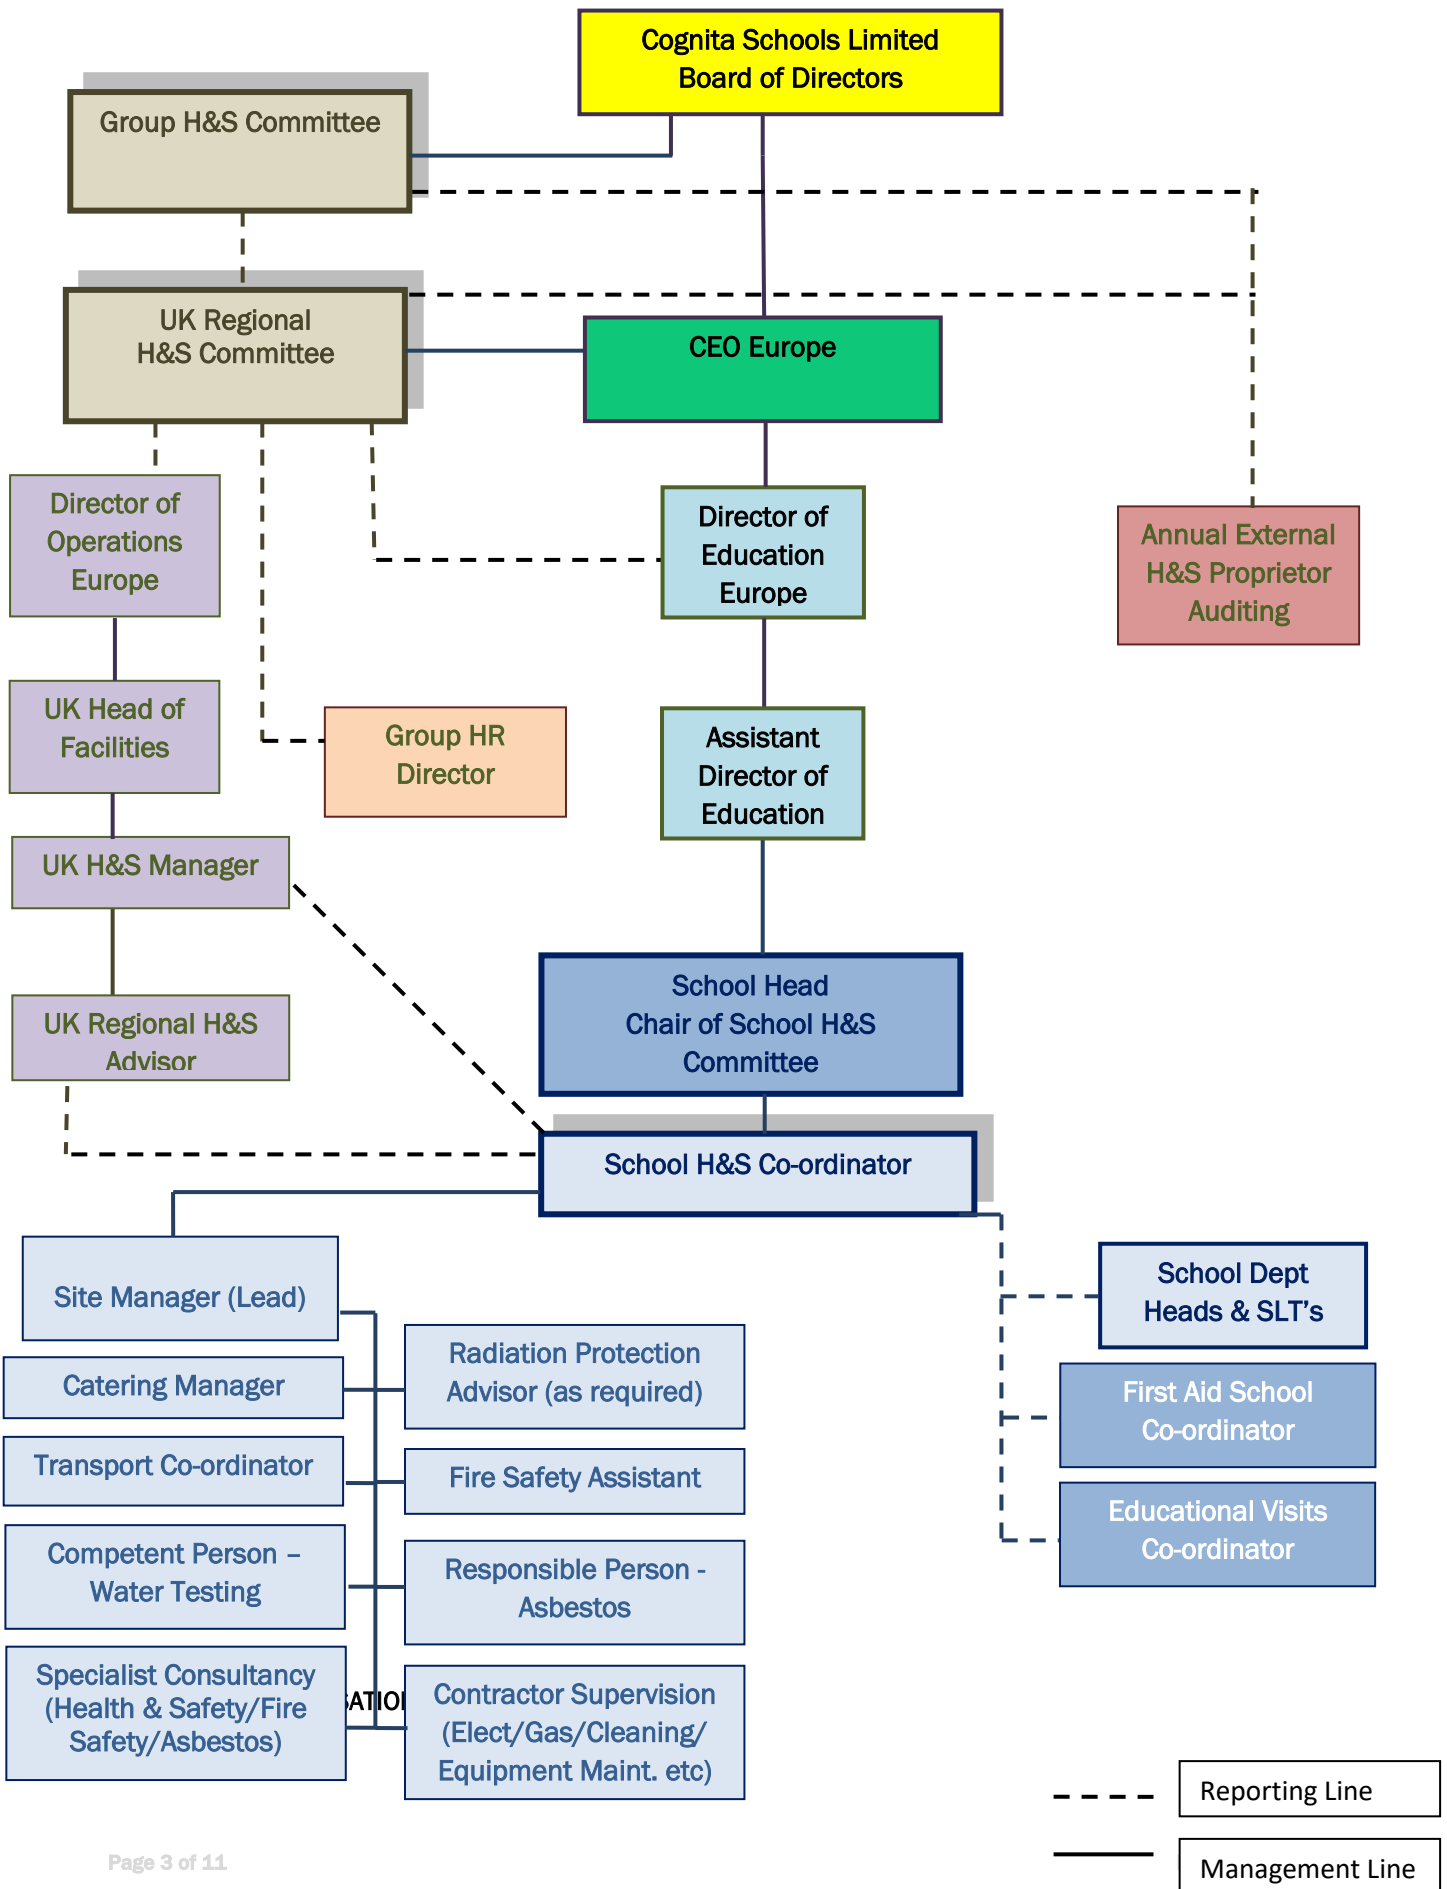 Cognita Schools Limited
Board of Directors
Group H&S Committee
UK Regional
H&S Committee
CEO Europe
Director of
Operations
Europe
Director of
Education
Europe
Annual External
H&S Proprietor
Auditing
UK Head of
Facilities
Group HR
Director
Assistant
Director of
Education
UK H&S Manager
School Head
Chair of School H&S
Committee
UK Regional H&S
Advisor
School H&S Co-ordinator
Site Manager (Lead)
School Dept
Heads & SLT’s
Radiation Protection
Advisor (as required)
Catering Manager
First Aid School
Co-ordinator
Transport Co-ordinator
Fire Safety Assistant
Educational Visits
Co-ordinator
Competent Person –
Water Testing
Responsible Person -
Asbestos
Specialist Consultancy
(Health & Safety/Fire
Safety/Asbestos)
Contractor Supervision
(Elect/Gas/Cleaning/
Equipment Maint. etc)
Reporting Line
Management Line
Page 3 of 11